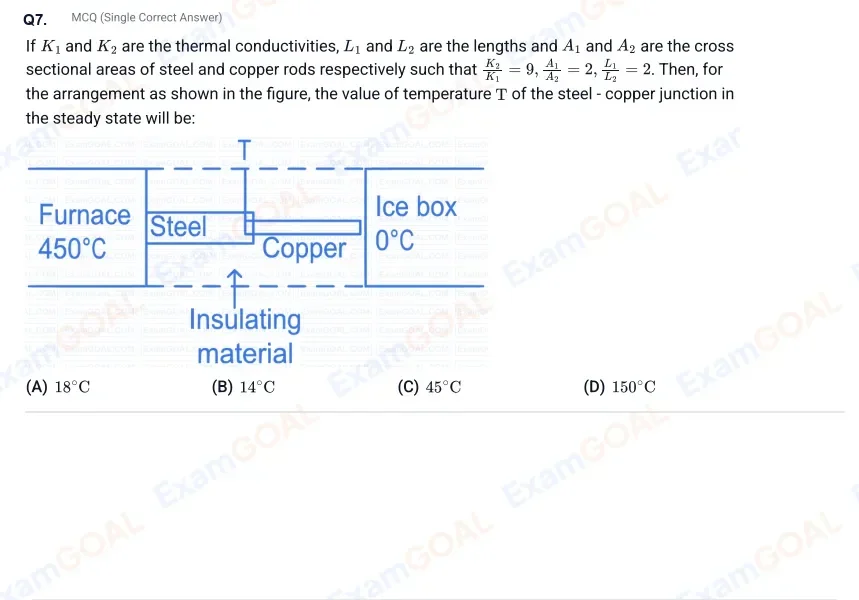 Q7. MCQ (Single Correct Answer)
If K₁ and K₂ are the thermal conductivities, L₁ and L₂ are the lengths and A₁ and A₂ are the cross
sectional areas of steel and copper rods respectively such that K₂/K₁ = 9, A₁/A₂ = 2, L₁/L₂ = 2. Then, for
the arrangement as shown in the figure, the value of temperature T of the steel - copper junction in
the steady state will be:
T
Furnace
450°C
Steel
Copper
Ice box
0°C
Insulating
material
(A) 18°C (B) 14°C (C) 45°C (D) 150°C
ExamGOAL